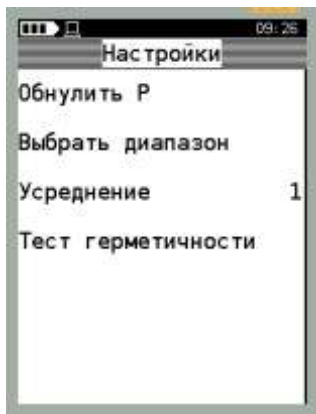 09:26
Настройки
Обнулить P
Выбрать диапазон
Усреднение 1
Тест герметичности